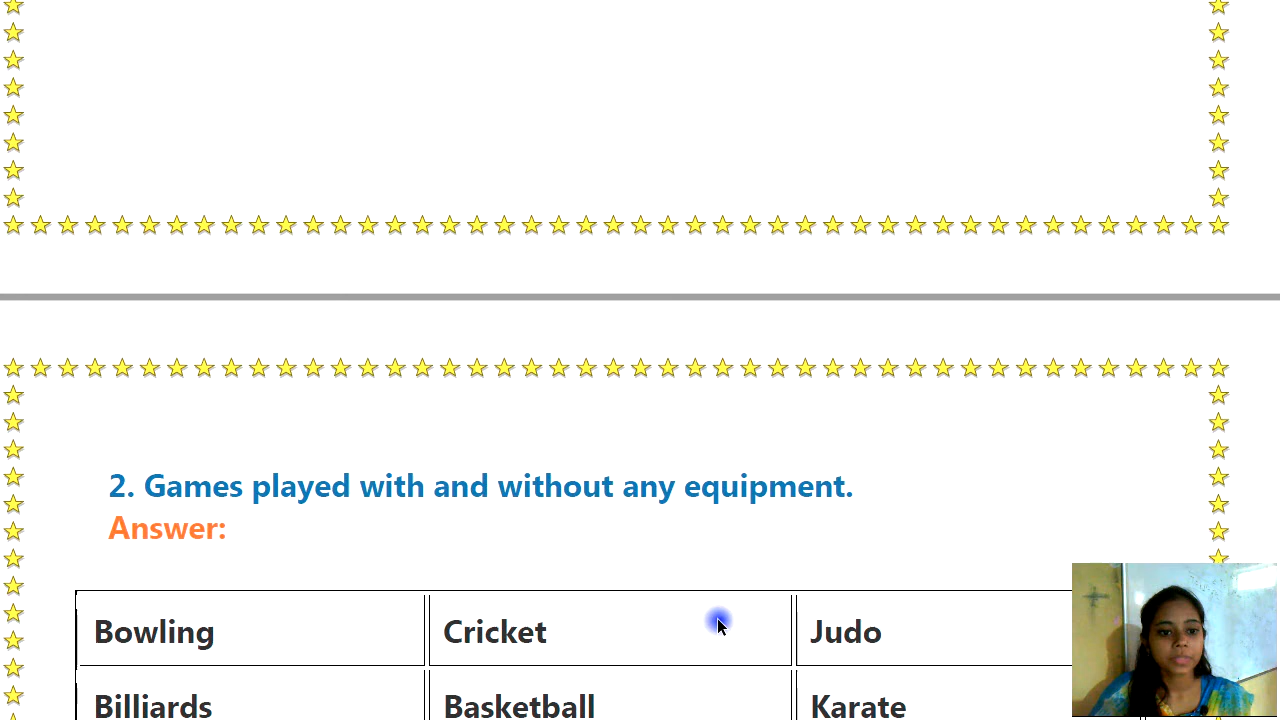 2. Games played with and without any equipment.
Answer:
Bowling Cricket Judo
Billiards Basketball Karate